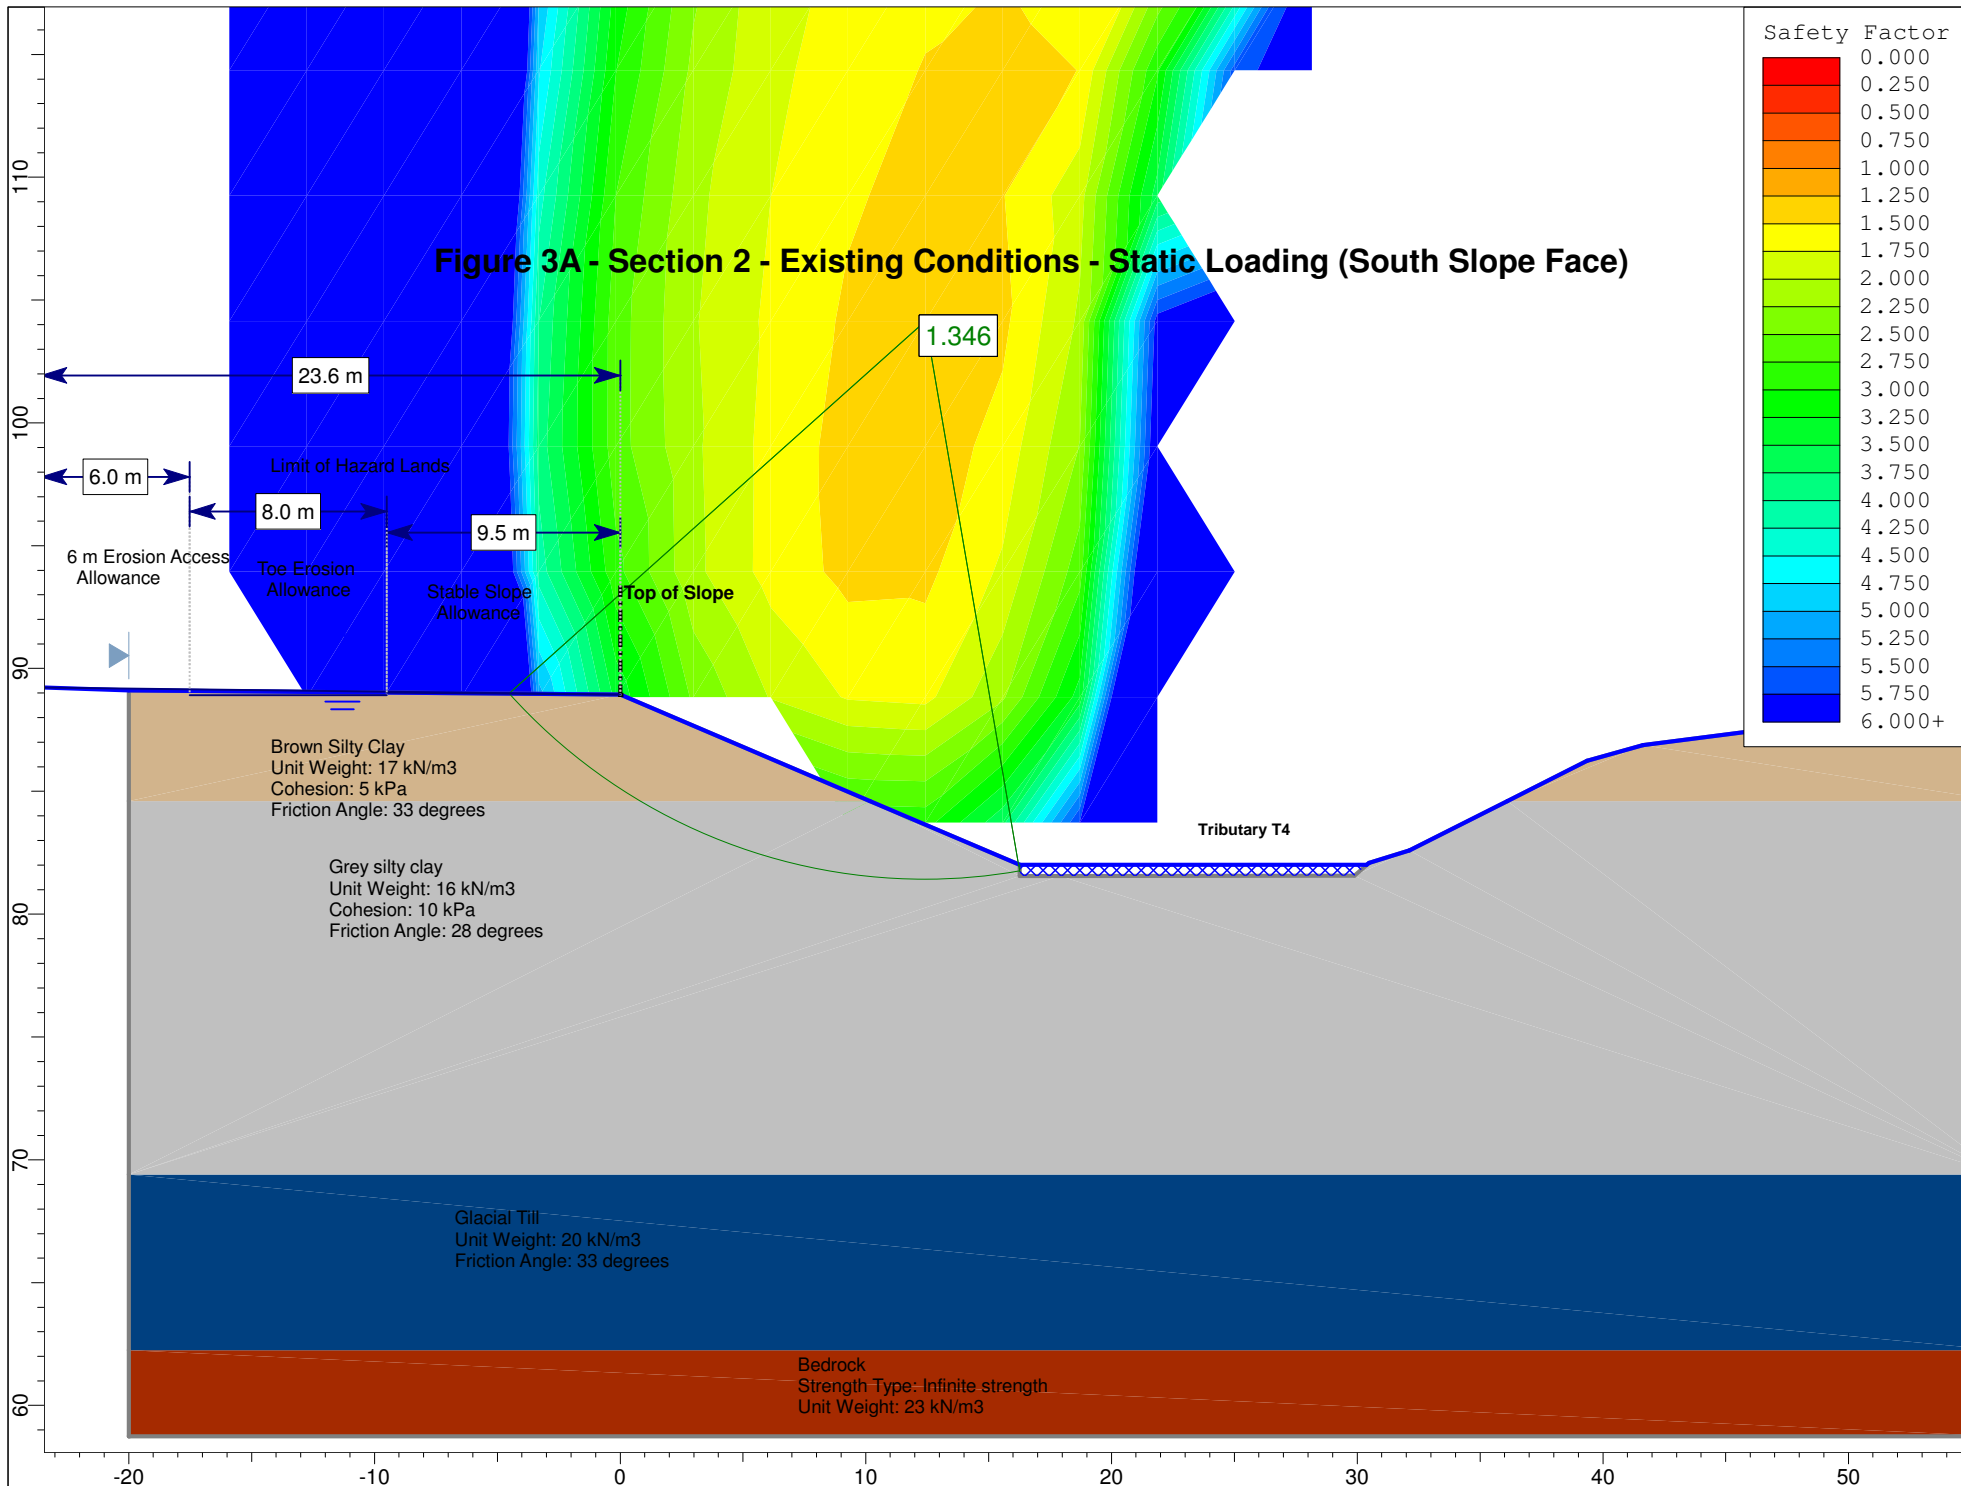 Safety Factor
0.000
0.250
0.500
0.750
1.000
1.250
1.500
1.750
2.000
2.250
2.500
2.750
3.000
3.250
3.500
3.750
4.000
4.250
4.500
4.750
5.000
5.250
5.500
5.750
6.000+
Figure 3A - Section 2 - Existing Conditions - Static Loading (South Slope Face)
1.346
23.6 m
Limit of Hazard Lands
6.0 m
8.0 m
9.5 m
6 m Erosion Access
Allowance
Toe Erosion
Allowance
Stable Slope
Allowance
Top of Slope
Brown Silty Clay
Unit Weight: 17 kN/m3
Cohesion: 5 kPa
Friction Angle: 33 degrees
Tributary T4
Grey silty clay
Unit Weight: 16 kN/m3
Cohesion: 10 kPa
Friction Angle: 28 degrees
Glacial Till
Unit Weight: 20 kN/m3
Friction Angle: 33 degrees
Bedrock
Strength Type: Infinite strength
Unit Weight: 23 kN/m3
110
100
90
80
70
60
-20
-10
0
10
20
30
40
50